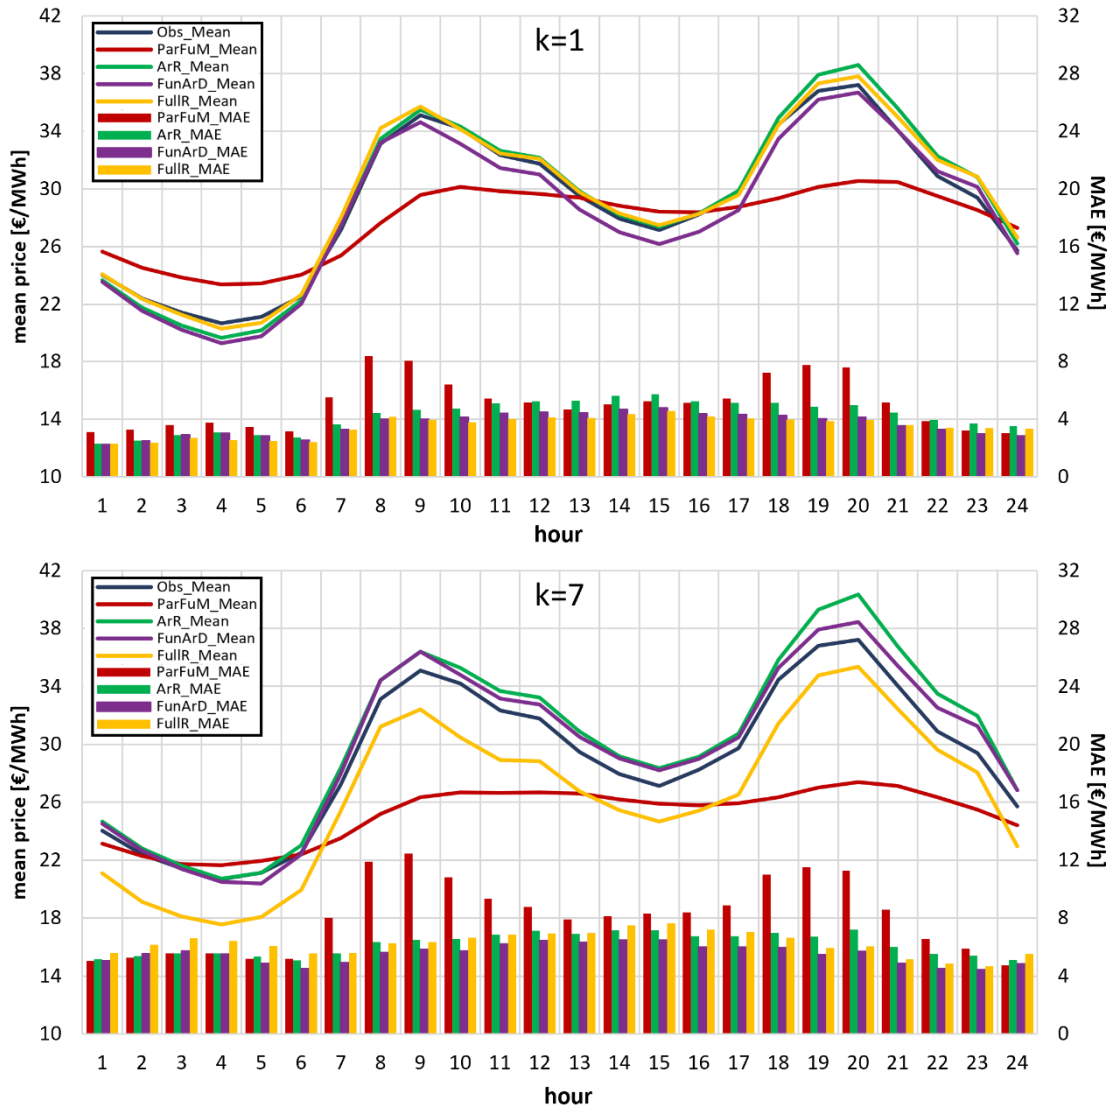 k=1
mean price [€/MWh]
42
38
34
30
26
22
18
14
10
Obs_Mean
ParFuM_Mean
ArR_Mean
FunArD_Mean
FullR_Mean
ParFuM_MAE
ArR_MAE
FunArD_MAE
FullR_MAE
32
28
24
20
16
12
8
4
0
MAE [€/MWh]
1 2 3 4 5 6 7 8 9 10 11 12 13 14 15 16 17 18 19 20 21 22 23 24
hour
k=7
mean price [€/MWh]
42
38
34
30
26
22
18
14
10
Obs_Mean
ParFuM_Mean
ArR_Mean
FunArD_Mean
FullR_Mean
ParFuM_MAE
ArR_MAE
FunArD_MAE
FullR_MAE
32
28
24
20
16
12
8
4
0
MAE [€/MWh]
1 2 3 4 5 6 7 8 9 10 11 12 13 14 15 16 17 18 19 20 21 22 23 24
hour